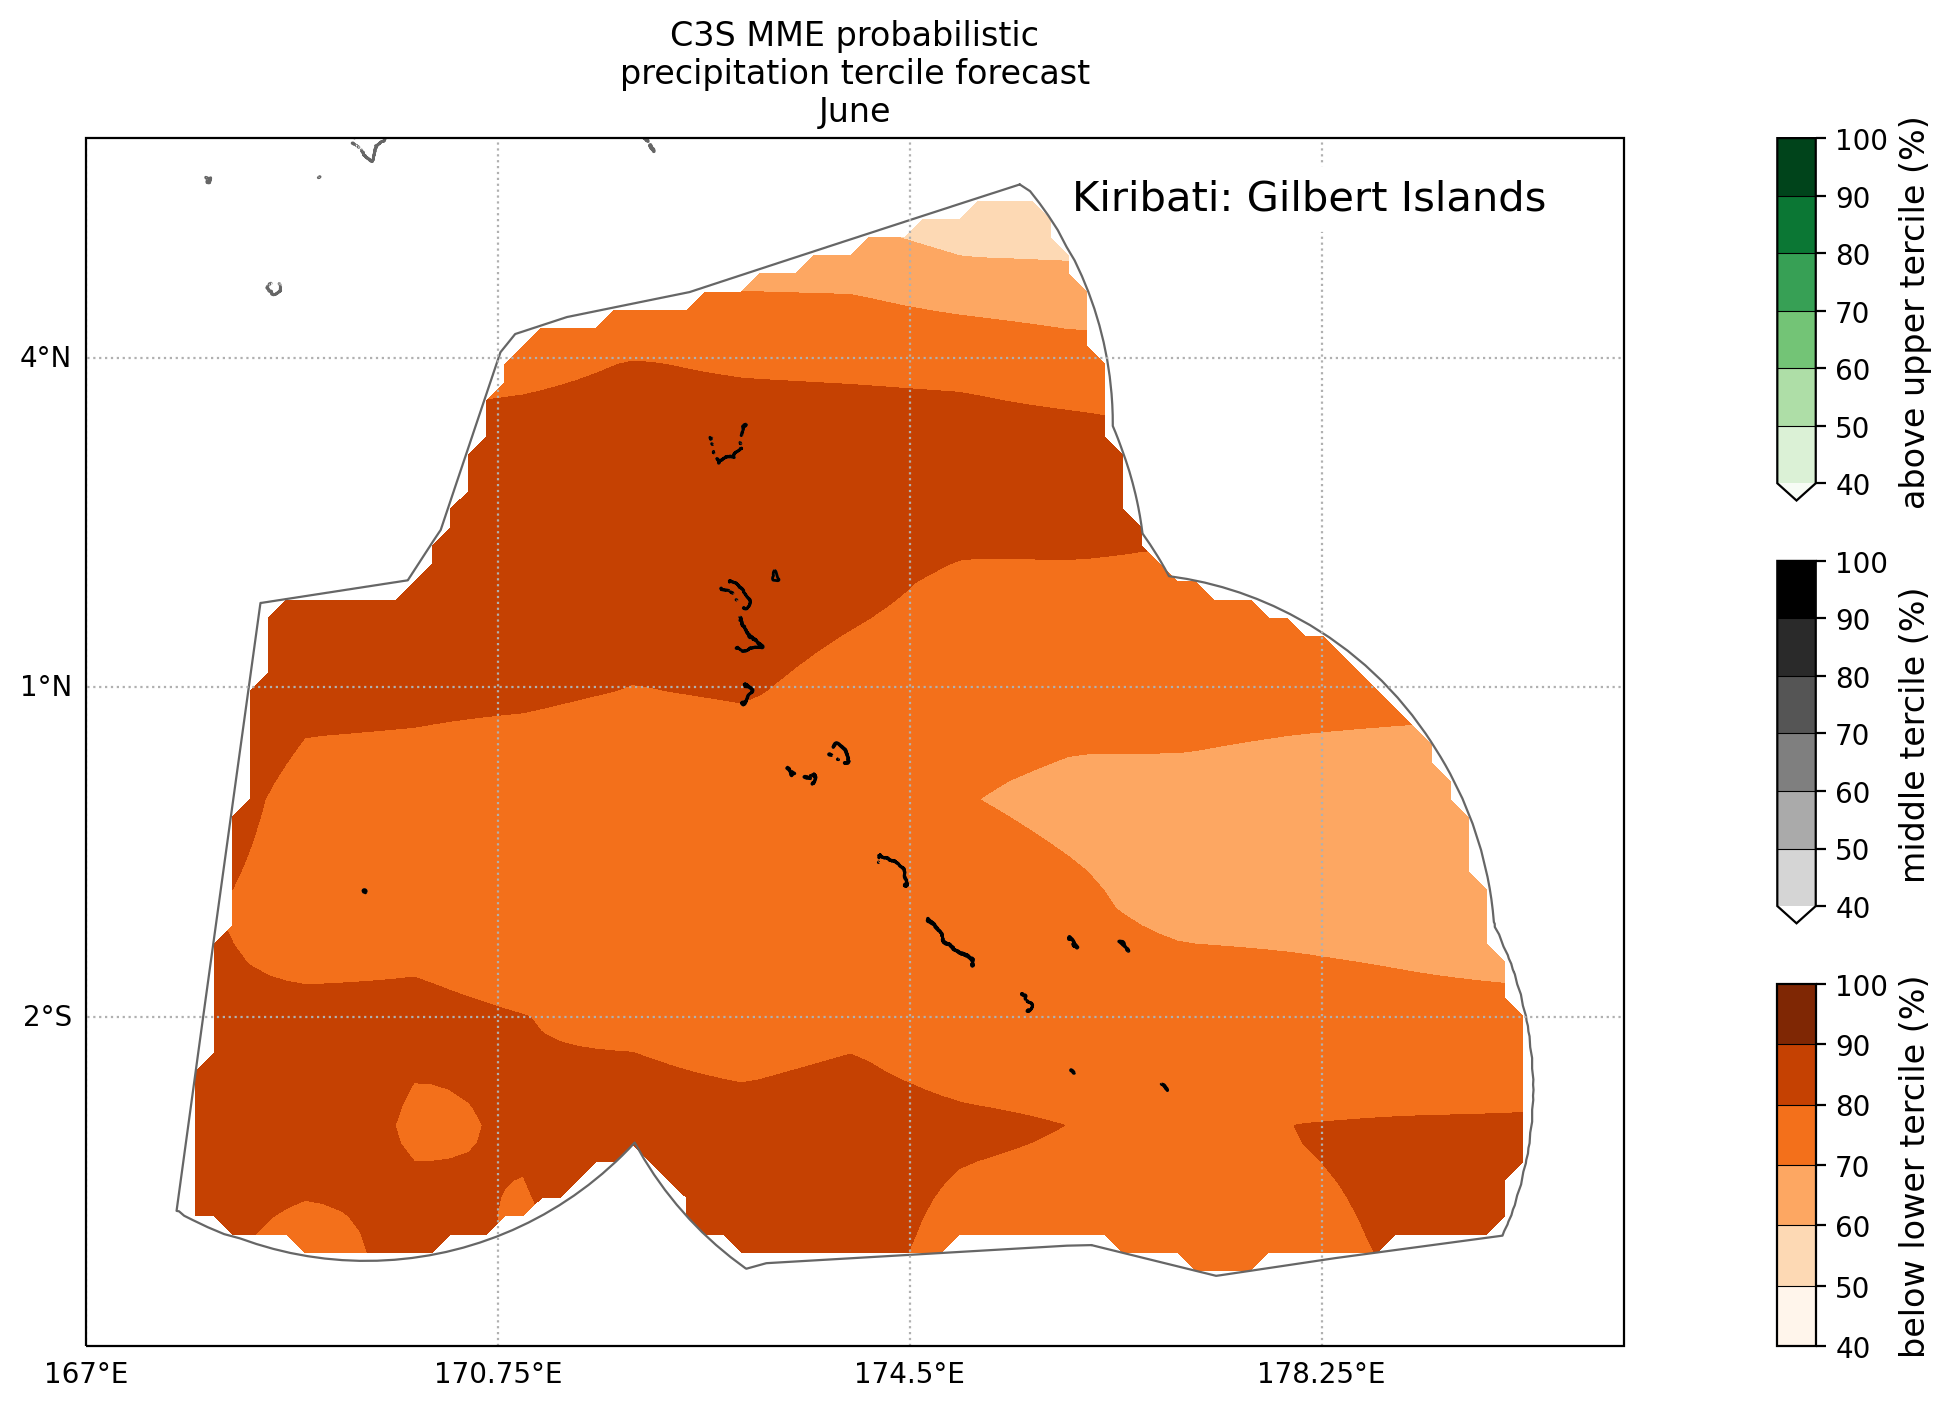 C3S MME probabilistic
precipitation tercile forecast
June
Kiribati: Gilbert Islands
4°N
1°N
2°S
167°E
170.75°E
174.5°E
178.25°E
100
90
80
70
60
50
40
above upper tercile (%)
100
90
80
70
60
50
40
middle tercile (%)
100
90
80
70
60
50
40
below lower tercile (%)